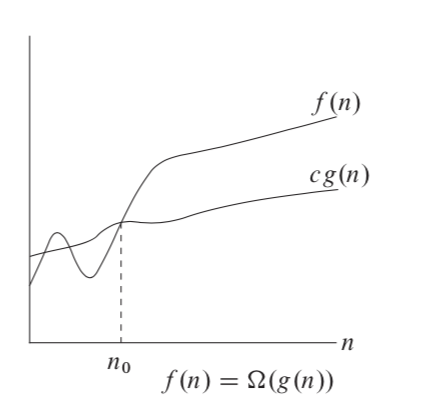 f(n)
cg(n)
n
n₀
f(n) = Ω(g(n))